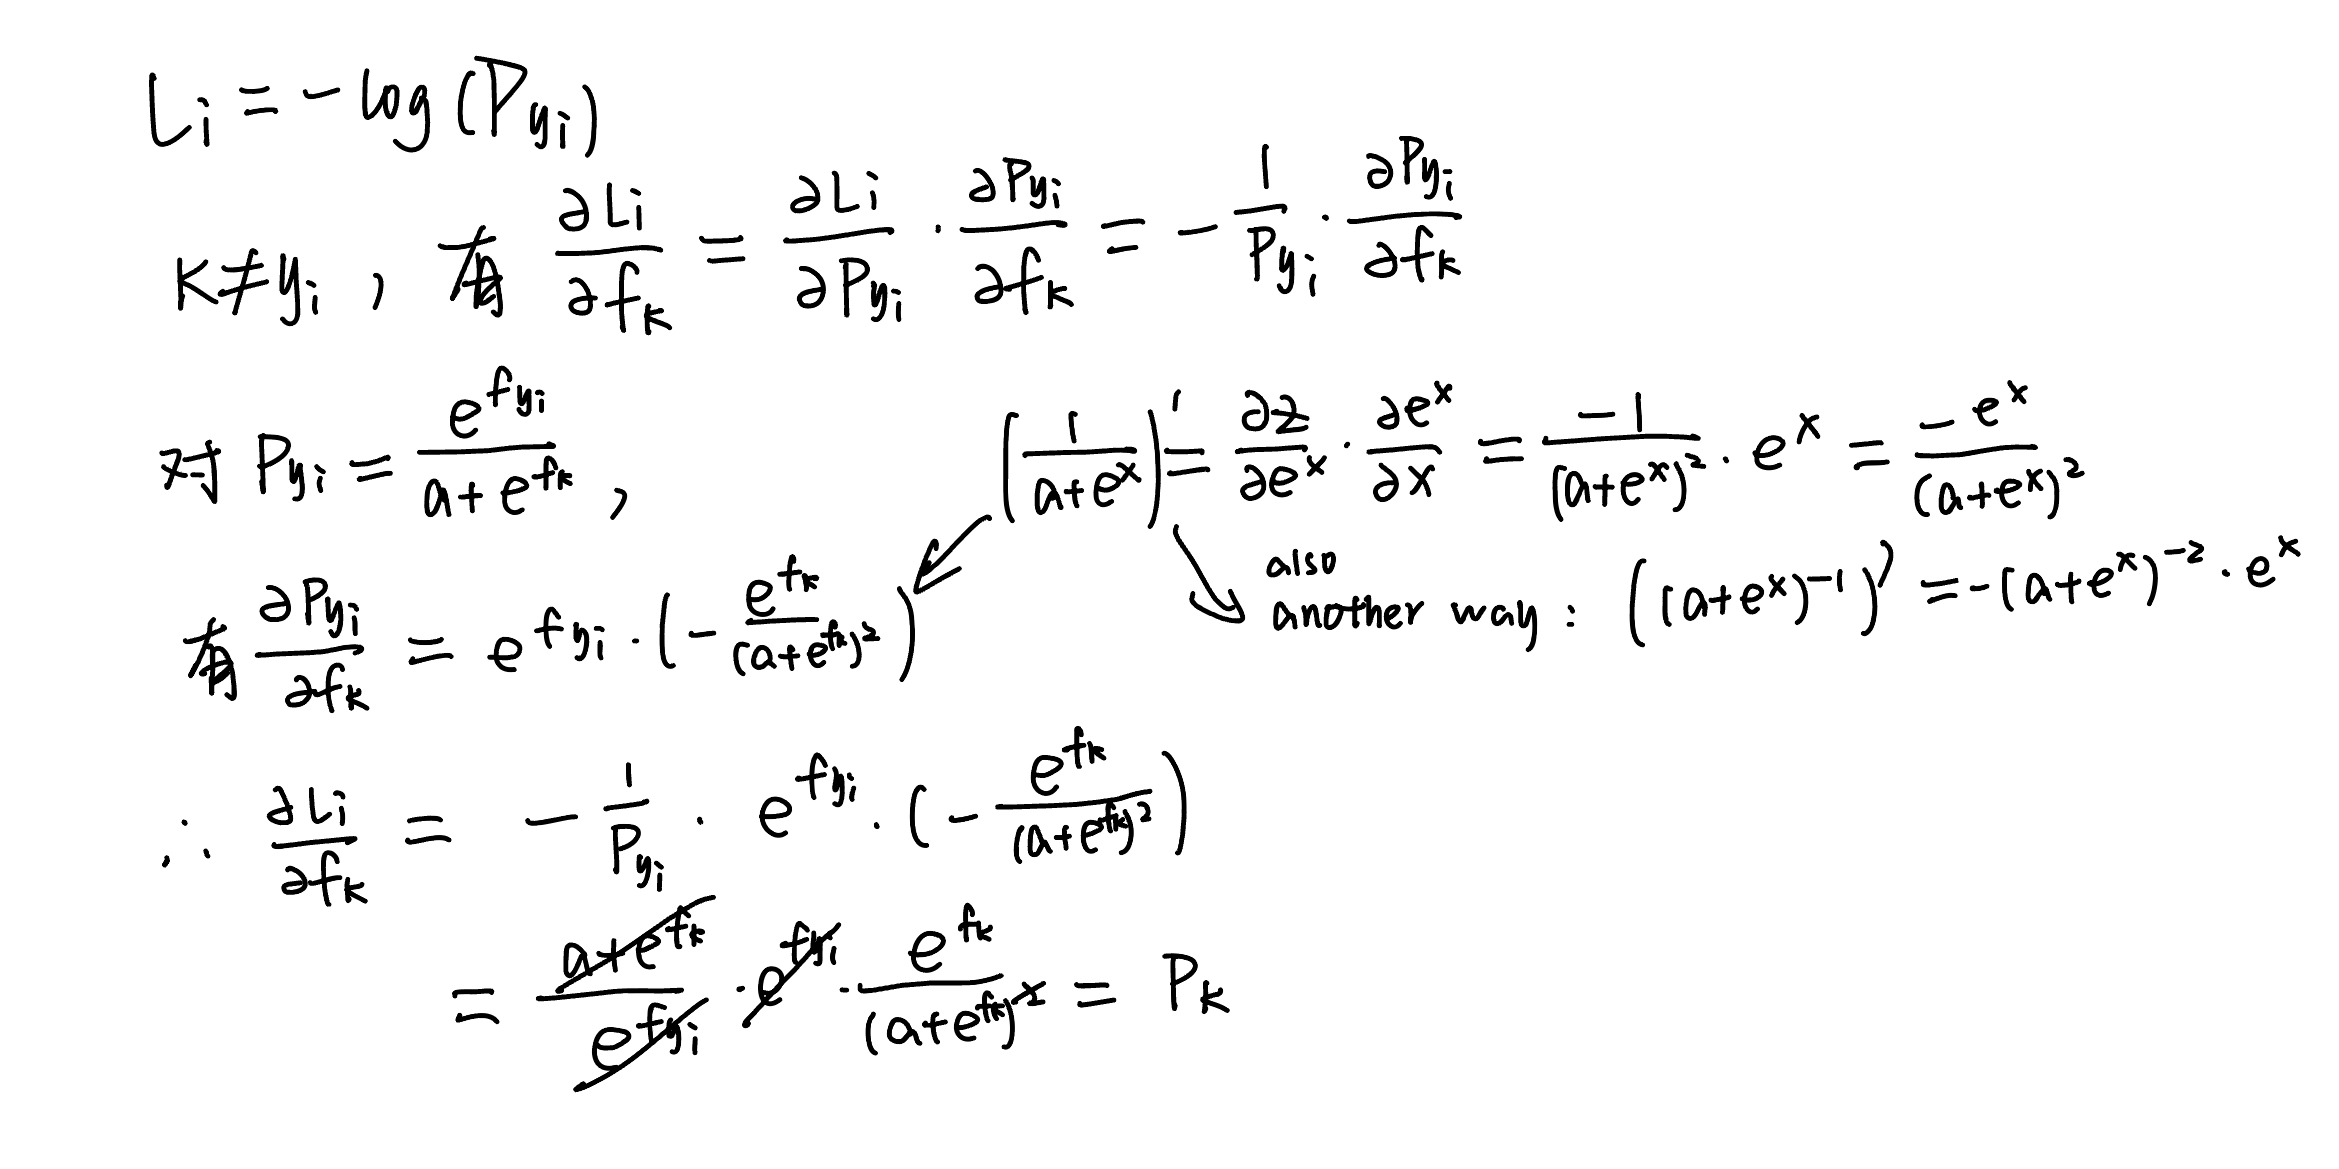 $L_i = -\log(P_{y_i})$
$k \neq y_i$ , 有 $\frac{\partial L_i}{\partial f_k} = \frac{\partial L_i}{\partial P_{y_i}} \cdot \frac{\partial P_{y_i}}{\partial f_k} = -\frac{1}{P_{y_i}} \cdot \frac{\partial P_{y_i}}{\partial f_k}$
对 $P_{y_i} = \frac{e^{f_{y_i}}}{a + e^{f_k}}$ ,
$\left(\frac{1}{a+e^x}\right)' = \frac{\partial z}{\partial e^x} \cdot \frac{\partial e^x}{\partial x} = \frac{-1}{(a+e^x)^2} \cdot e^x = \frac{-e^x}{(a+e^x)^2}$
also
another way : $((a+e^x)^{-1})' = -(a+e^x)^{-2} \cdot e^x$
有 $\frac{\partial P_{y_i}}{\partial f_k} = e^{f_{y_i}} \cdot \left(-\frac{e^{f_k}}{(a+e^{f_k})^2}\right)$
$\therefore \frac{\partial L_i}{\partial f_k} = -\frac{1}{P_{y_i}} \cdot e^{f_{y_i}} \cdot \left(-\frac{e^{f_k}}{(a+e^{f_k})^2}\right)$
$= \frac{a+e^{f_k}}{e^{f_{y_i}}} \cdot e^{f_{y_i}} \cdot \frac{e^{f_k}}{(a+e^{f_k})^2} = P_k$